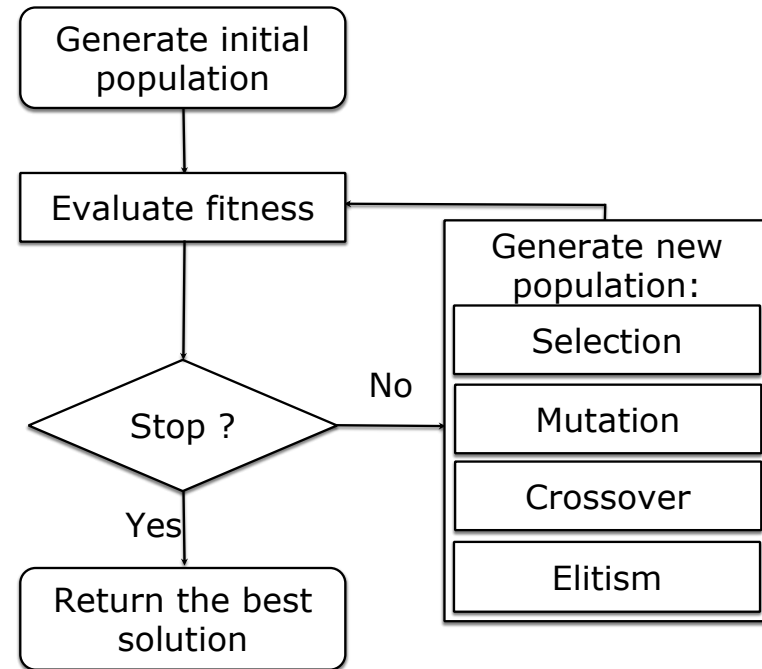 Generate initial
population
Evaluate fitness
Generate new
population:
Selection
No
Mutation
Stop ?
Crossover
Yes
Elitism
Return the best
solution